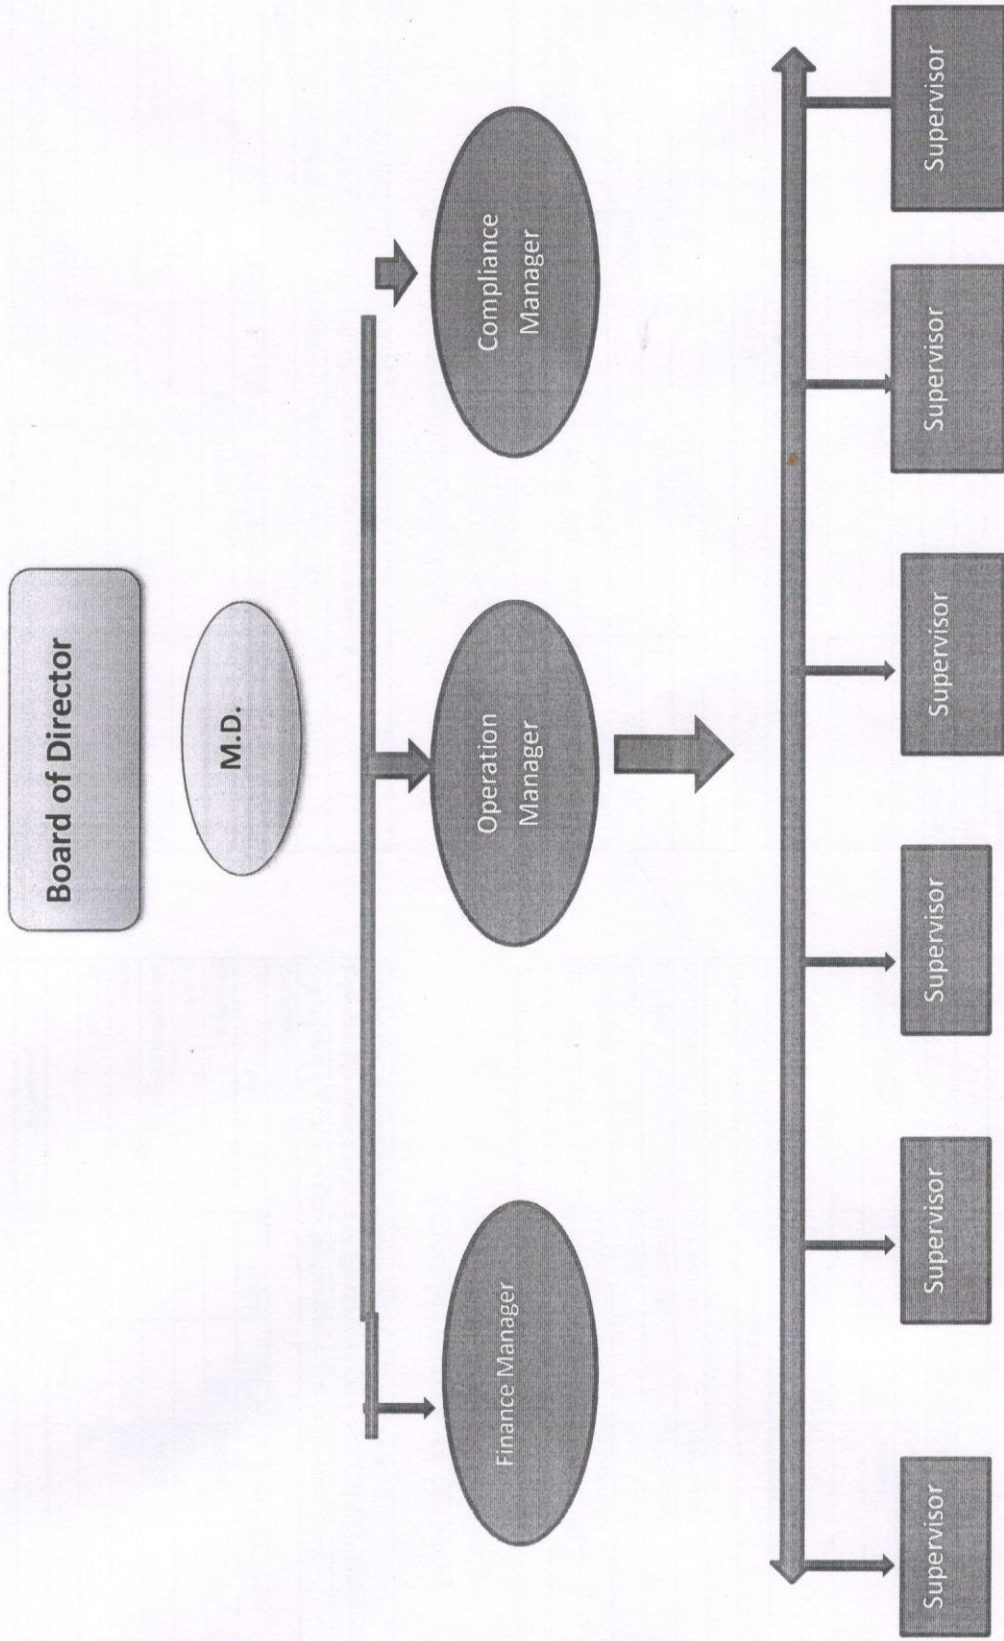 Board of Director
M.D.
Finance Manager
Operation
Manager
Compliance
Manager
Supervisor
Supervisor
Supervisor
Supervisor
Supervisor
Supervisor